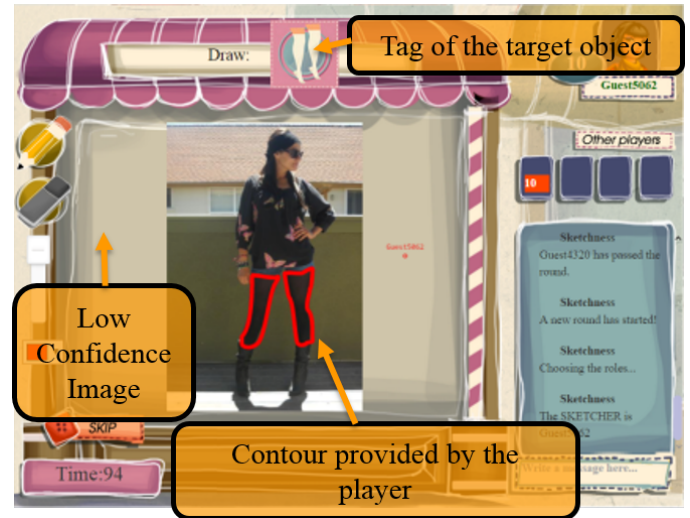 Draw:
Tag of the target object
Guest5062
Other players
10
Guest5062
Sketchness
Guest4320 has passed the
round.
Sketchness
A new round has started!
Sketchness
Choosing the roles...
Sketchness
The SKETCHER is
Low
Confidence
Image
SKIP
Contour provided by the
player
Time:94
Write a message here...